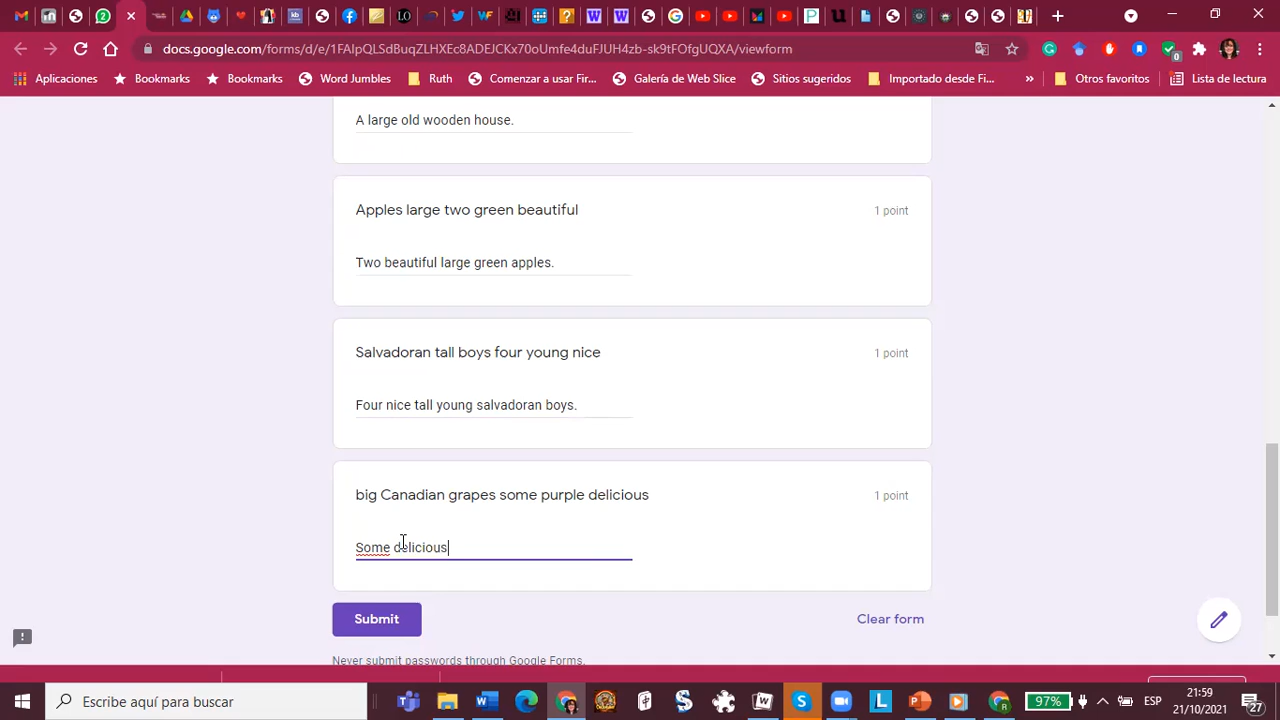 docs.google.com/forms/d/e/1FAIpQLSdBuqZLHXEc8ADEJCKx70oUmfe4duFJUH4zb-sk9tFOfgUQXA/viewform
Aplicaciones Bookmarks Bookmarks Word Jumbles Ruth Comenzar a usar Fir... Galería de Web Slice Sitios sugeridos Importado desde Fi... » Otros favoritos Lista de lectura
A large old wooden house.
Apples large two green beautiful 1 point
Two beautiful large green apples.
Salvadoran tall boys four young nice 1 point
Four nice tall young salvadoran boys.
big Canadian grapes some purple delicious 1 point
Some delicious
Submit Clear form
Never submit passwords through Google Forms.
Escribe aquí para buscar 97% ESP 21:59
21/10/2021 27